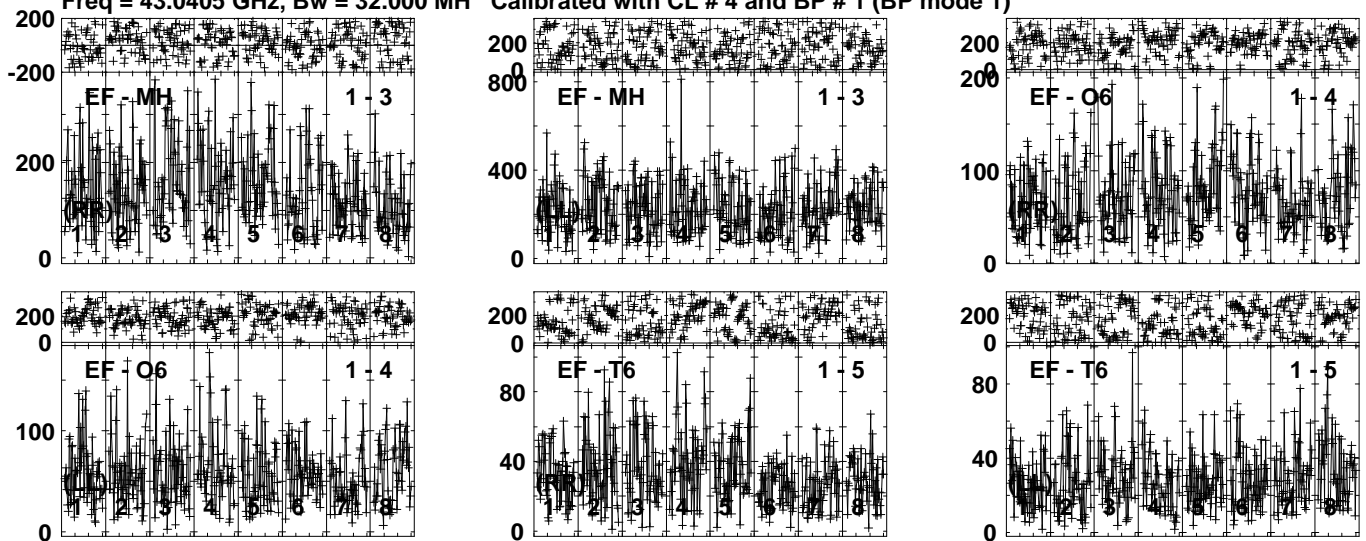 Freq = 43.0405 GHz, Bw = 32.000 MH Calibrated with CL # 4 and BP # 1 (BP mode 1)
200
-200
EF - MH 1 - 3
200
0
(RR)
1 2 3 4 5 6 7 8
200
0
800
EF - MH 1 - 3
400
0
(LL)
1 2 3 4 5 6 7 8
200
0
200
EF - O6 1 - 4
100
0
(RR)
1 2 3 4 5 6 7 8
200
0
EF - O6 1 - 4
100
0
(LL)
1 2 3 4 5 6 7 8
200
0
EF - T6 1 - 5
80
40
0
(RR)
1 2 3 4 5 6 7 8
200
0
EF - T6 1 - 5
80
40
0
(LL)
1 2 3 4 5 6 7 8